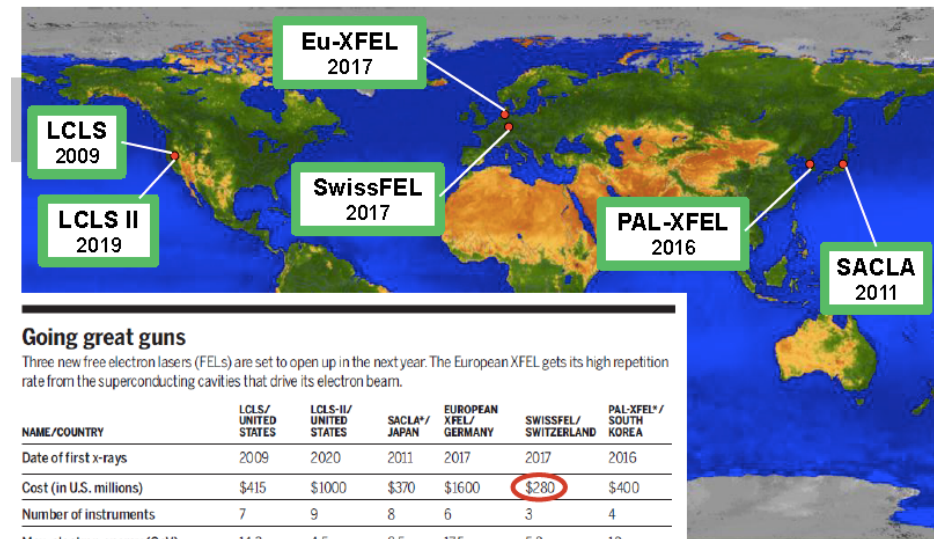 Eu-XFEL
2017
LCLS
2009
SwissFEL
2017
LCLS II
2019
PAL-XFEL
2016
SACLA
2011
Going great guns
Three new free electron lasers (FELs) are set to open up in the next year. The European XFEL gets its high repetition
rate from the superconducting cavities that drive its electron beam.
NAME/COUNTRY LCLS/ UNITED STATES LCLS-II/ UNITED STATES SACLA*/ JAPAN EUROPEAN XFEL/ GERMANY SWISSFEL/ SWITZERLAND PAL-XFEL*/ SOUTH KOREA
Date of first x-rays 2009 2020 2011 2017 2017 2016
Cost (in U.S. millions) $415 $1000 $370 $1600 $280 $400
Number of instruments 7 9 8 6 3 4